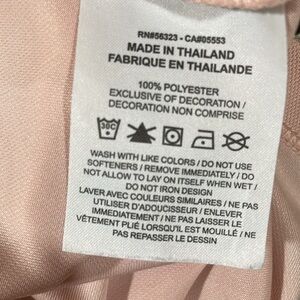 RN#56323 - CA#05553
MADE IN THAILAND
FABRIQUE EN THAILANDE
100% POLYESTER
EXCLUSIVE OF DECORATION /
DECORATION NON COMPRISE
30C
WASH WITH LIKE COLORS / DO NOT USE
SOFTENERS / REMOVE IMMEDIATELY / DO
NOT ALLOW TO LAY ON ITSELF WHEN WET /
DO NOT IRON DESIGN
LAVER AVEC COULEURS SIMILAIRES / NE PAS
UTILISER D'ADOUCISSEUR / ENLEVER
IMMÉDIATEMENT / NE PAS LAISSER LE
VÊTEMENT PLIÉ LORSQU'IL EST MOUILLÉ / NE
PAS REPASSER LE DESSIN